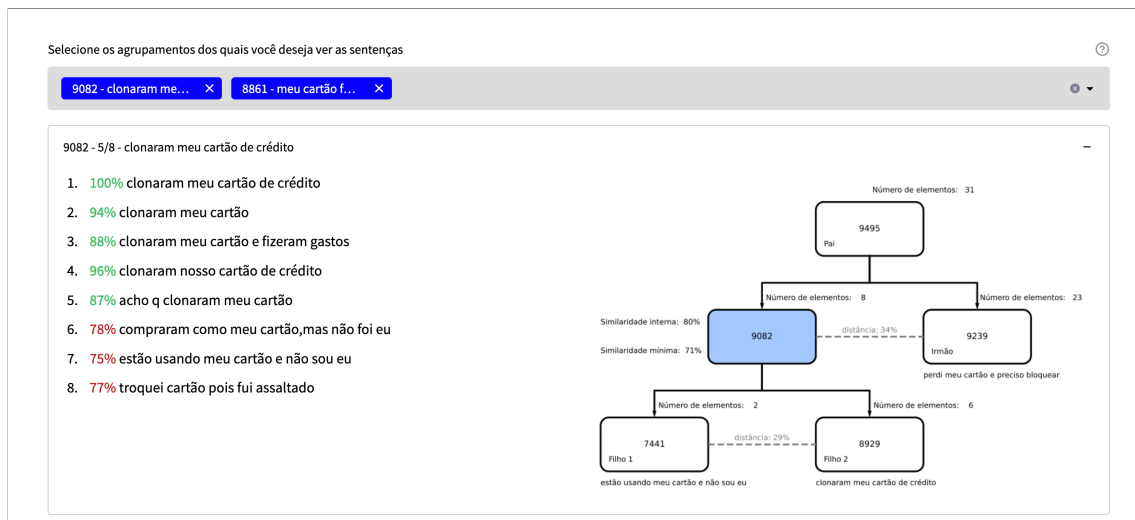 Selecione os agrupamentos dos quais você deseja ver as sentenças
9082 - clonaram me...
8861 - meu cartão f...
9082 - 5/8 - clonaram meu cartão de crédito
1. 100% clonaram meu cartão de crédito
2. 94% clonaram meu cartão
3. 88% clonaram meu cartão e fizeram gastos
4. 96% clonaram nosso cartão de crédito
5. 87% acho q clonaram meu cartão
6. 78% compraram como meu cartão,mas não foi eu
7. 75% estão usando meu cartão e não sou eu
8. 77% troquei cartão pois fui assaltado
Número de elementos: 31
9495
Pai
Número de elementos: 8
Número de elementos: 23
Similaridade interna: 80%
Similaridade mínima: 71%
9082
distância: 34%
9239
Irmão
perdi meu cartão e preciso bloquear
Número de elementos: 2
Número de elementos: 6
7441
Filho 1
distância: 29%
8929
Filho 2
estão usando meu cartão e não sou eu
clonaram meu cartão de crédito